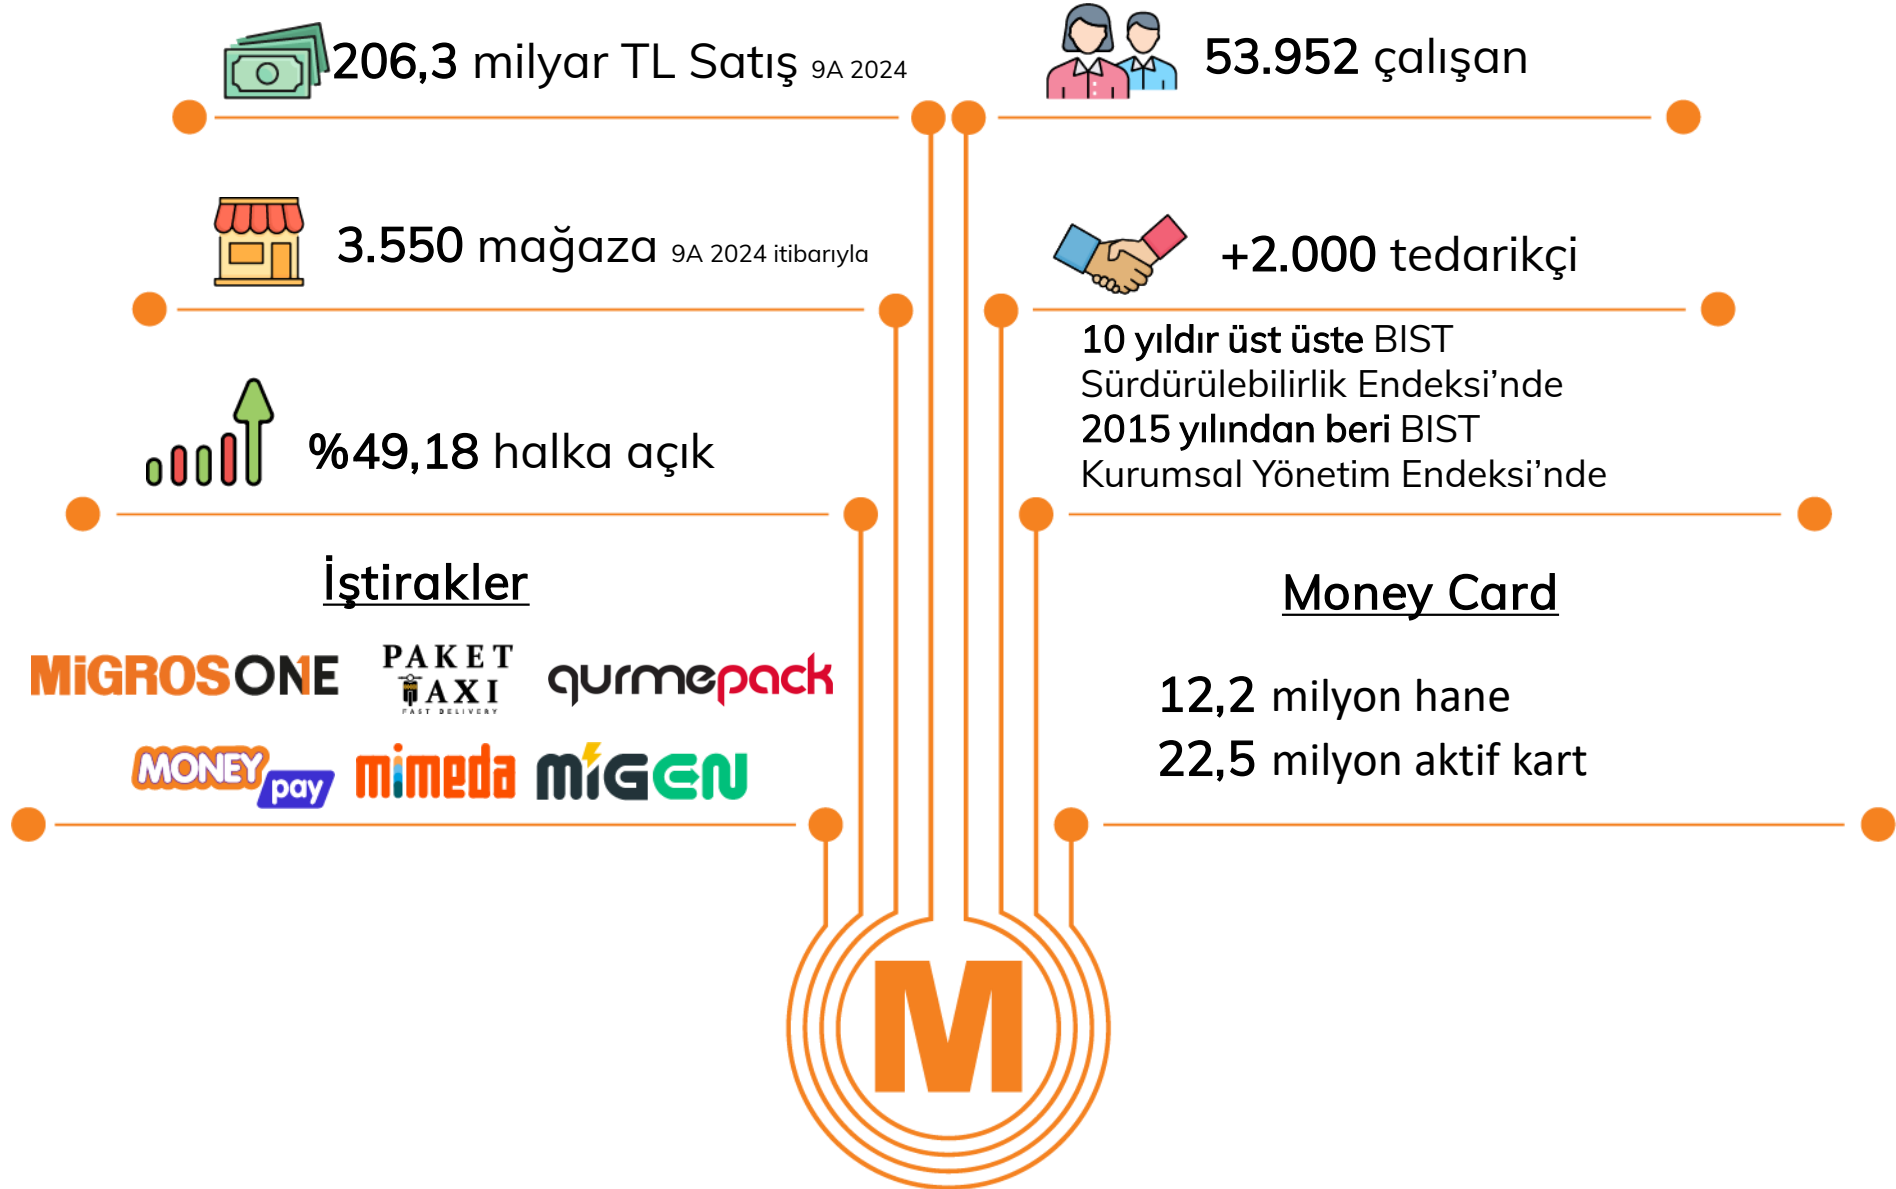 206,3 milyar TL Satış 9A 2024
53.952 çalışan
3.550 mağaza 9A 2024 itibarıyla
+2.000 tedarikçi
%49,18 halka açık
10 yıldır üst üste BIST
Sürdürülebilirlik Endeksi’nde
2015 yılından beri BIST
Kurumsal Yönetim Endeksi’nde
İştirakler
MiGROS ONE
PAKET
TAXI
FAST DELIVERY
gurmepack
MONEY
pay
mimeda
MiGEN
Money Card
12,2 milyon hane
22,5 milyon aktif kart
M